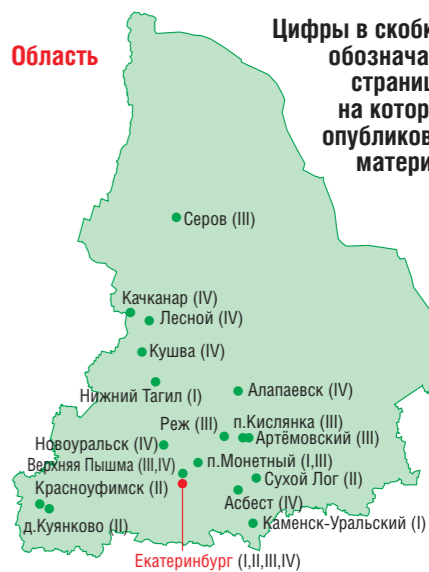 Область
Цифры в скобк
обозмача
страниц
на котор
опубликов
матери
Серов (III)
Качканар (IV)
Лесной (IV)
Кушва (IV)
Нижний Тагил (I)
Алапаевск (IV)
Реж (III)
п.Кислянка (III)
Новоуральск (IV)
Артёмовский (III)
Верхняя Пышма (III,IV)
п.Монетный (I,III)
Красноуфимск (II)
Сухой Лог (II)
Асбест (IV)
д.Куянково (II)
Каменск-Уральский (I)
Екатеринбург (I,II,III,IV)